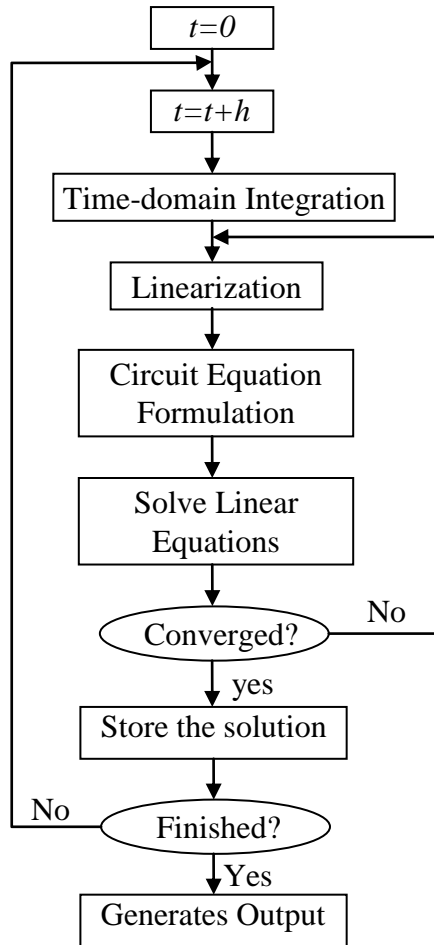 t=0
t=t+h
Time-domain Integration
Linearization
Circuit Equation
Formulation
Solve Linear
Equations
Converged?
No
yes
Store the solution
No
Finished?
Yes
Generates Output